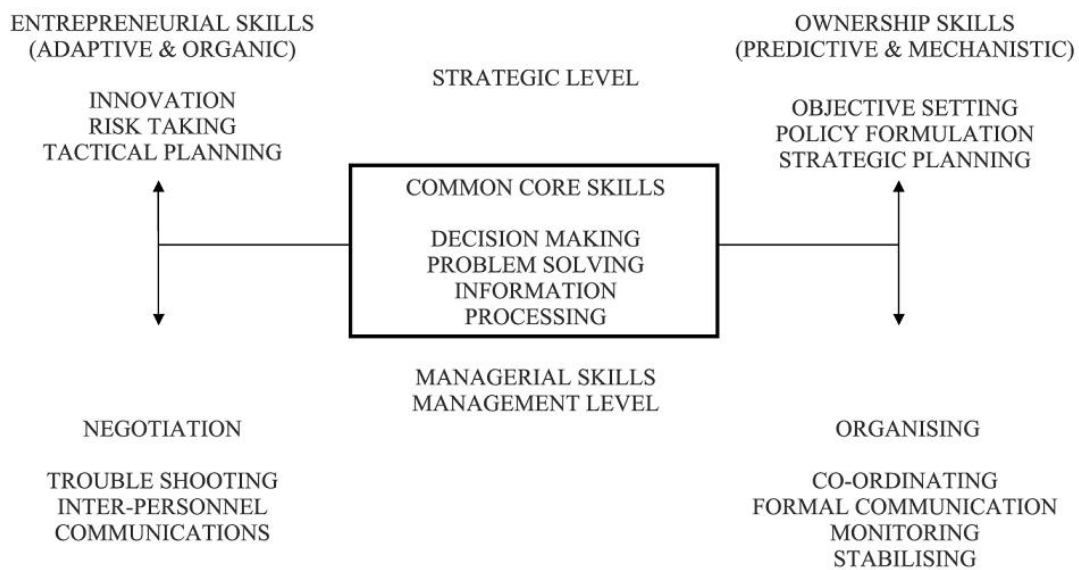 ENTREPRENEURIAL SKILLS
(ADAPTIVE & ORGANIC)
INNOVATION
RISK TAKING
TACTICAL PLANNING
STRATEGIC LEVEL
OWNERSHIP SKILLS
(PREDICTIVE & MECHANISTIC)
OBJECTIVE SETTING
POLICY FORMULATION
STRATEGIC PLANNING
COMMON CORE SKILLS
DECISION MAKING
PROBLEM SOLVING
INFORMATION
PROCESSING
MANAGERIAL SKILLS
MANAGEMENT LEVEL
NEGOTIATION
TROUBLE SHOOTING
INTER-PERSONNEL
COMMUNICATIONS
ORGANISING
CO-ORDINATING
FORMAL COMMUNICATION
MONITORING
STABILISING